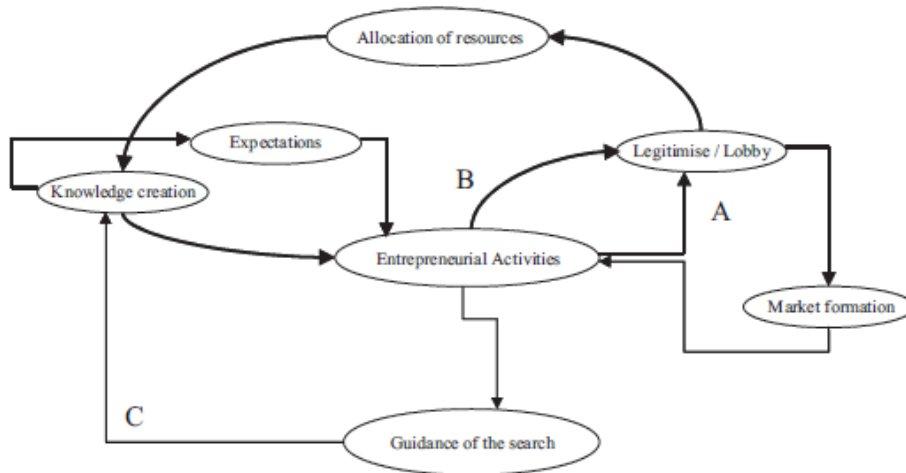 Allocation of resources
Expectations
Legitimise / Lobby
B
Knowledge creation
A
Entrepreneurial Activities
Market formation
C
Guidance of the search